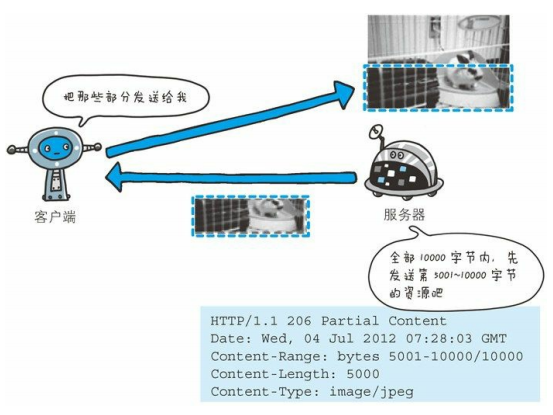 把那些部分发送给我
客户端
服务器
全部 10000 字节内，先
发送第 5001~10000 字节
的资源吧
HTTP/1.1 206 Partial Content
Date: Wed, 04 Jul 2012 07:28:03 GMT
Content-Range: bytes 5001-10000/10000
Content-Length: 5000
Content-Type: image/jpeg